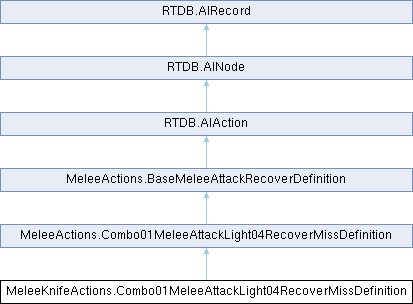 RTDB.AIRecord
RTDB.AINode
RTDB.AIAction
MeleeActions.BaseMeleeAttackRecoverDefinition
MeleeActions.Combo01MeleeAttackLight04RecoverMissDefinition
MeleeKnifeActions.Combo01MeleeAttackLight04RecoverMissDefinition